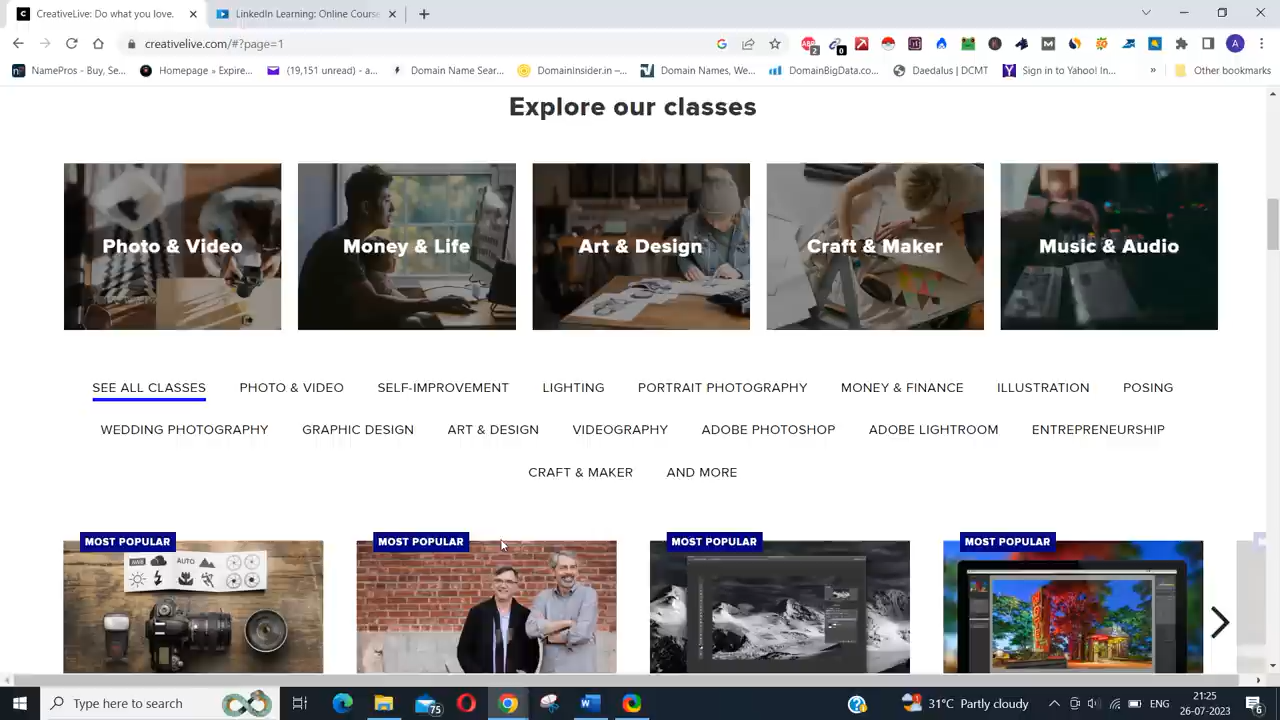 CreativeLive: Do what you love.
LinkedIn Learning: Online Course
creativelive.com/#?page=1
2
0
A
NamePros - Buy, Se...
Homepage » Expire...
(19,151 unread) - a...
Domain Name Sear...
DomainInsider.in –...
Domain Names, We...
DomainBigData.co...
Daedalus | DCMT
Sign in to Yahoo! In...
»
Other bookmarks
Explore our classes
Photo & Video
Money & Life
Art & Design
Craft & Maker
Music & Audio
SEE ALL CLASSES
PHOTO & VIDEO
SELF-IMPROVEMENT
LIGHTING
PORTRAIT PHOTOGRAPHY
MONEY & FINANCE
ILLUSTRATION
POSING
WEDDING PHOTOGRAPHY
GRAPHIC DESIGN
ART & DESIGN
VIDEOGRAPHY
ADOBE PHOTOSHOP
ADOBE LIGHTROOM
ENTREPRENEURSHIP
CRAFT & MAKER
AND MORE
MOST POPULAR
MOST POPULAR
MOST POPULAR
MOST POPULAR
AWB
AUTO
Type here to search
75
31°C Partly cloudy
ENG
21:25
26-07-2023
6